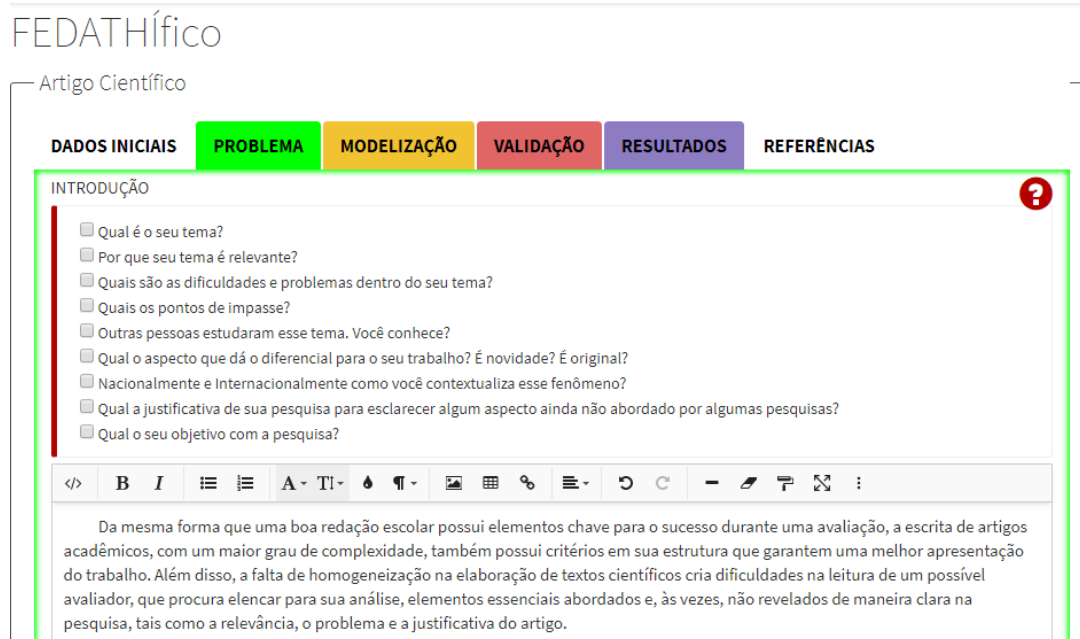 FEDATHÍfico
Artigo Científico
DADOS INICIAIS PROBLEMA MODELIZAÇÃO VALIDAÇÃO RESULTADOS REFERÊNCIAS
INTRODUÇÃO
?
Qual é o seu tema?
Por que seu tema é relevante?
Quais são as dificuldades e problemas dentro do seu tema?
Quais os pontos de impasse?
Outras pessoas estudaram esse tema. Você conhece?
Qual o aspecto que dá o diferencial para o seu trabalho? É novidade? É original?
Nacionalmente e Internacionalmente como você contextualiza esse fenômeno?
Qual a justificativa de sua pesquisa para esclarecer algum aspecto ainda não abordado por algumas pesquisas?
Qual o seu objetivo com a pesquisa?
</> B I A TI ¶
Da mesma forma que uma boa redação escolar possui elementos chave para o sucesso durante uma avaliação, a escrita de artigos
acadêmicos, com um maior grau de complexidade, também possui critérios em sua estrutura que garantem uma melhor apresentação
do trabalho. Além disso, a falta de homogeneização na elaboração de textos científicos cria dificuldades na leitura de um possível
avaliador, que procura elencar para sua análise, elementos essenciais abordados e, às vezes, não revelados de maneira clara na
pesquisa, tais como a relevância, o problema e a justificativa do artigo.